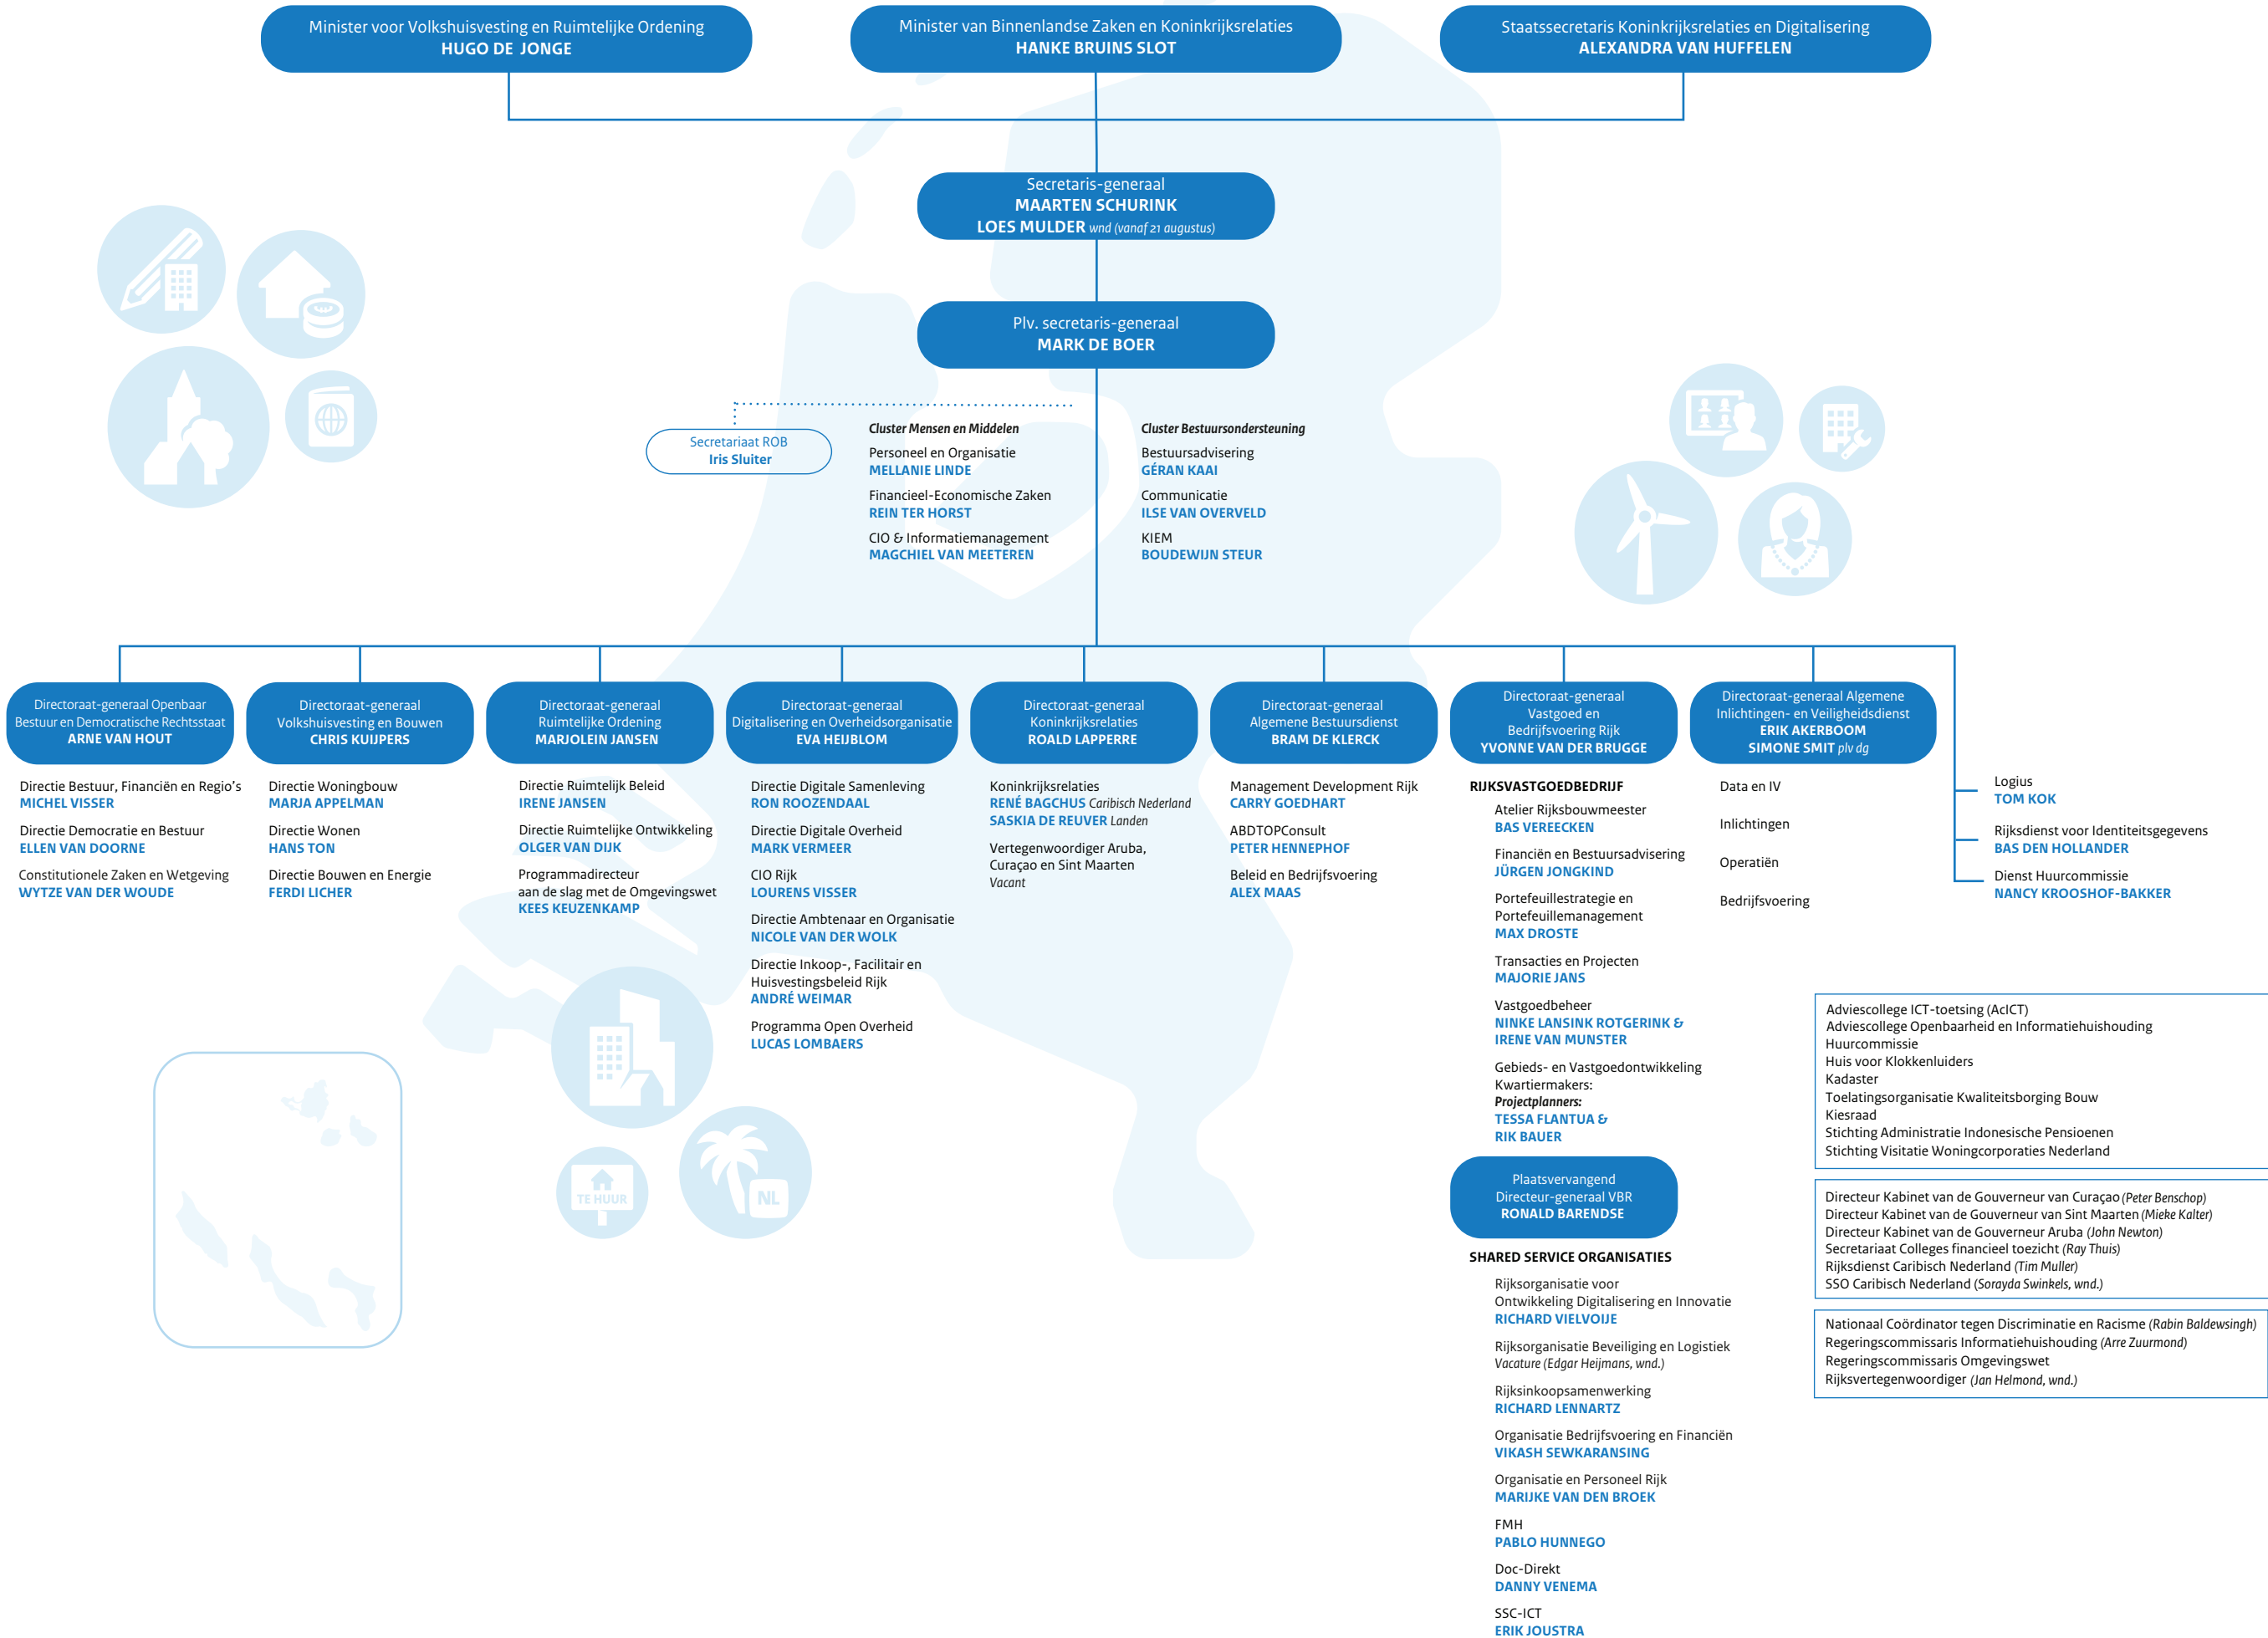 Minister voor Volkshuisvesting en Ruimtelijke Ordening
HUGO DE JONGE
Minister van Binnenlandse Zaken en Koninkrijksrelaties
HANKE BRUINS SLOT
Staatssecretaris Koninkrijksrelaties en Digitalisering
ALEXANDRA VAN HUFFELEN
Secretaris-generaal
MAARTEN SCHURINK
LOES MULDER wnd (vanaf 21 augustus)
Plv. secretaris-generaal
MARK DE BOER
Secretariaat ROB
Iris Sluiter
Cluster Mensen en Middelen
Personeel en Organisatie
MELLANIE LINDE
Financieel-Economische Zaken
REIN TER HORST
CIO & Informatiemanagement
MAGCHIEL VAN MEETEREN
Cluster Bestuursondersteuning
Bestuursadvisering
GÉRAN KAAI
Communicatie
ILSE VAN OVERVELD
KIEM
BOUDEWIJN STEUR
Directoraat-generaal Openbaar
Bestuur en Democratische Rechtsstaat
ARNE VAN HOUT
Directie Bestuur, Financiën en Regio's
MICHEL VISSER
Directie Democratie en Bestuur
ELLEN VAN DOORNE
Constitutionele Zaken en Wetgeving
WYTZE VAN DER WOUDE
Directoraat-generaal
Volkshuisvesting en Bouwen
CHRIS KUIJPERS
Directie Woningbouw
MARJA APPELMAN
Directie Wonen
HANS TON
Directie Bouwen en Energie
FERDI LICHER
Directoraat-generaal
Ruimtelijke Ordening
MARJOLEIN JANSEN
Directie Ruimtelijk Beleid
IRENE JANSEN
Directie Ruimtelijke Ontwikkeling
OLGER VAN DIJK
Programmadirecteur
aan de slag met de Omgevingswet
KEES KEUZENKAMP
Directoraat-generaal
Digitalisering en Overheidsorganisatie
EVA HEIJBLOM
Directie Digitale Samenleving
RON ROOZENDAAL
Directie Digitale Overheid
MARK VERMEER
CIO Rijk
LOURENS VISSER
Directie Ambtenaar en Organisatie
NICOLE VAN DER WOLK
Directie Inkoop-, Facilitair en
Huisvestingsbeleid Rijk
ANDRÉ WEIMAR
Programma Open Overheid
LUCAS LOMBAERS
Directoraat-generaal
Koninkrijksrelaties
ROALD LAPPERRE
Koninkrijksrelaties
RENÉ BAGCHUS Caribisch Nederland
SASKIA DE REUVER Landen
Vertegenwoordiger Aruba,
Curaçao en Sint Maarten
Vacant
Directoraat-generaal
Algemene Bestuursdienst
BRAM DE KLERCK
Management Development Rijk
CARRY GOEDHART
ABDTOPConsult
PETER HENNEPHOF
Beleid en Bedrijfsvoering
ALEX MAAS
Directoraat-generaal
Vastgoed en
Bedrijfsvoering Rijk
YVONNE VAN DER BRUGGE
RIJKSVASTGOEDBEDRIJF
Atelier Rijksbouwmeester
BAS VEREECKEN
Financiën en Bestuursadvisering
JÜRGEN JONGKIND
Portefeuillestrategie en
Portefeuillemanagement
MAX DROSTE
Transacties en Projecten
MAJORIE JANS
Vastgoedbeheer
NINKE LANSINK ROTGERINK &
IRENE VAN MUNSTER
Gebieds- en Vastgoedontwikkeling
Kwartiermakers:
Projectplanners:
TESSA FLANTUA &
RIK BAUER
Plaatsvervangend
Directeur-generaal VBR
RONALD BARENDSE
SHARED SERVICE ORGANISATIES
Rijksorganisatie voor
Ontwikkeling Digitalisering en Innovatie
RICHARD VIELVOIJE
Rijksorganisatie Beveiliging en Logistiek
Vacature (Edgar Heijmans, wnd.)
Rijksinkoopsamenwerking
RICHARD LENNARTZ
Organisatie Bedrijfsvoering en Financiën
VIKASH SEWKARANSING
Organisatie en Personeel Rijk
MARIJKE VAN DEN BROEK
FMH
PABLO HUNNEGO
Doc-Direkt
DANNY VENEMA
SSC-ICT
ERIK JOUSTRA
Directoraat-generaal Algemene
Inlichtingen- en Veiligheidsdienst
ERIK AKERBOOM
SIMONE SMIT plv dg
Data en IV
Inlichtingen
Operatiën
Bedrijfsvoering
Logius
TOM KOK
Rijksdienst voor Identiteitsgegevens
BAS DEN HOLLANDER
Dienst Huurcommissie
NANCY KROOSHOF-BAKKER
Adviescollege ICT-toetsing (AcICT)
Adviescollege Openbaarheid en Informatiehuishouding
Huurcommissie
Huis voor Klokkenluiders
Kadaster
Toelatingsorganisatie Kwaliteitsborging Bouw
Kiesraad
Stichting Administratie Indonesische Pensioenen
Stichting Visitatie Woningcorporaties Nederland
Directeur Kabinet van de Gouverneur van Curaçao (Peter Benschop)
Directeur Kabinet van de Gouverneur van Sint Maarten (Mieke Kalter)
Directeur Kabinet van de Gouverneur Aruba (John Newton)
Secretariaat Colleges financieel toezicht (Ray Thuis)
Rijksdienst Caribisch Nederland (Tim Muller)
SSO Caribisch Nederland (Sorayda Swinkels, wnd.)
Nationaal Coördinator tegen Discriminatie en Racisme (Rabin Baldewsingh)
Regeringscommissaris Informatiehuishouding (Arre Zuurmond)
Regeringscommissaris Omgevingswet
Rijksvertegenwoordiger (Jan Helmond, wnd.)
TE HUUR
NL